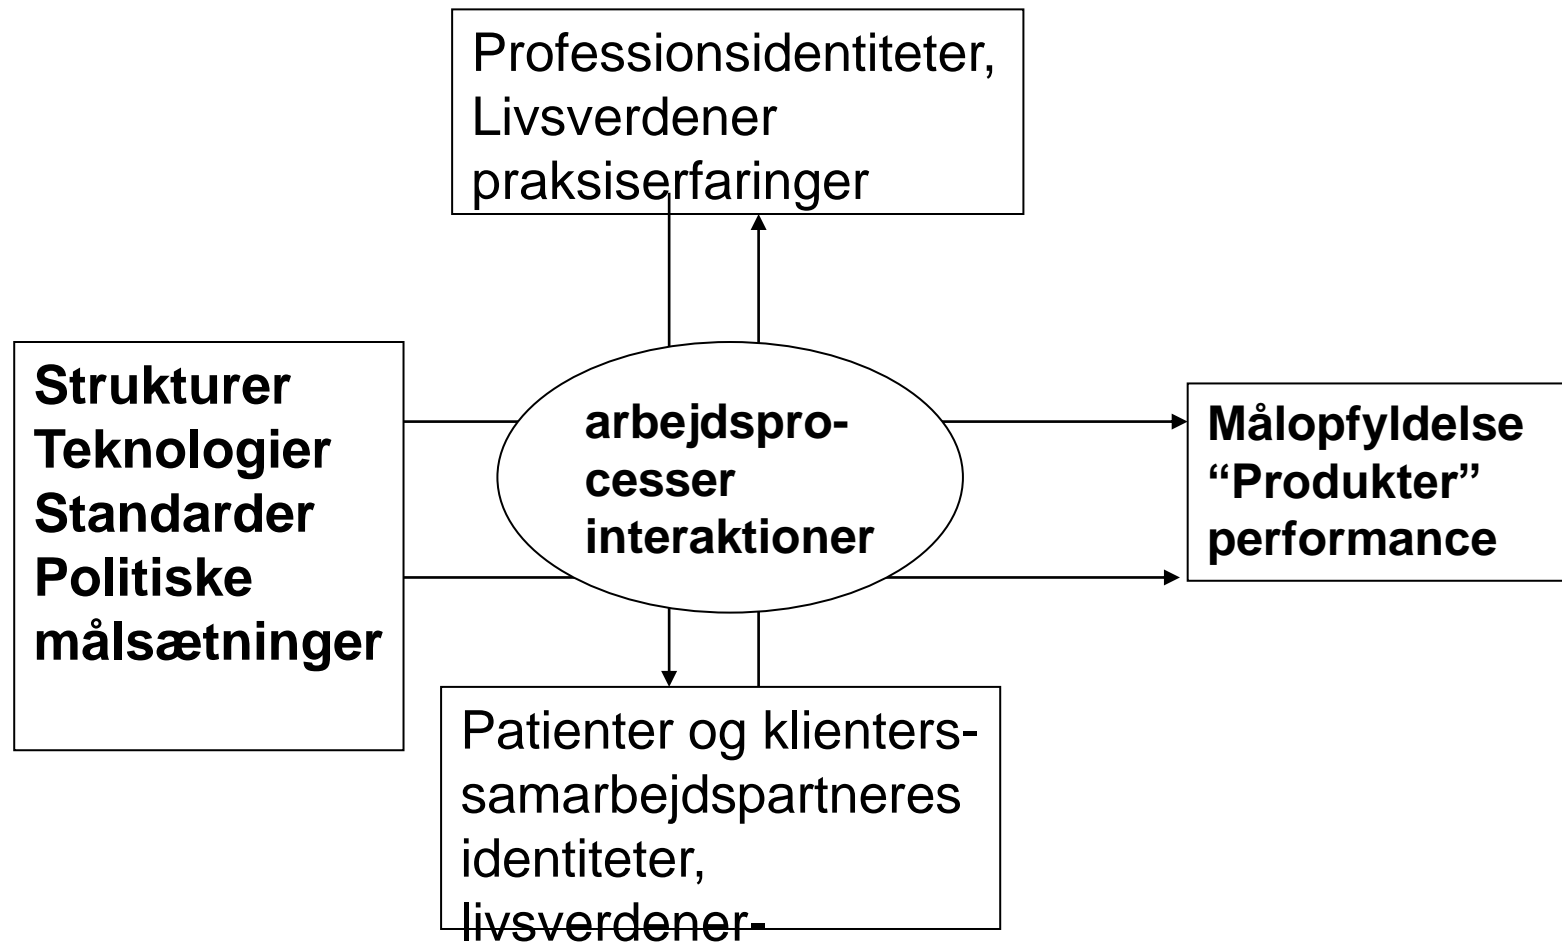 Professionsidentiteter,
Livsverdener
praksiserfaringer
Strukturer
Teknologier
Standarder
Politiske
målsætninger
arbejdspro-
cesser
interaktioner
Målopfyldelse
“Produkter”
performance
Patienter og klienters-
samarbejdspartneres
identiteter,
livsverdener-